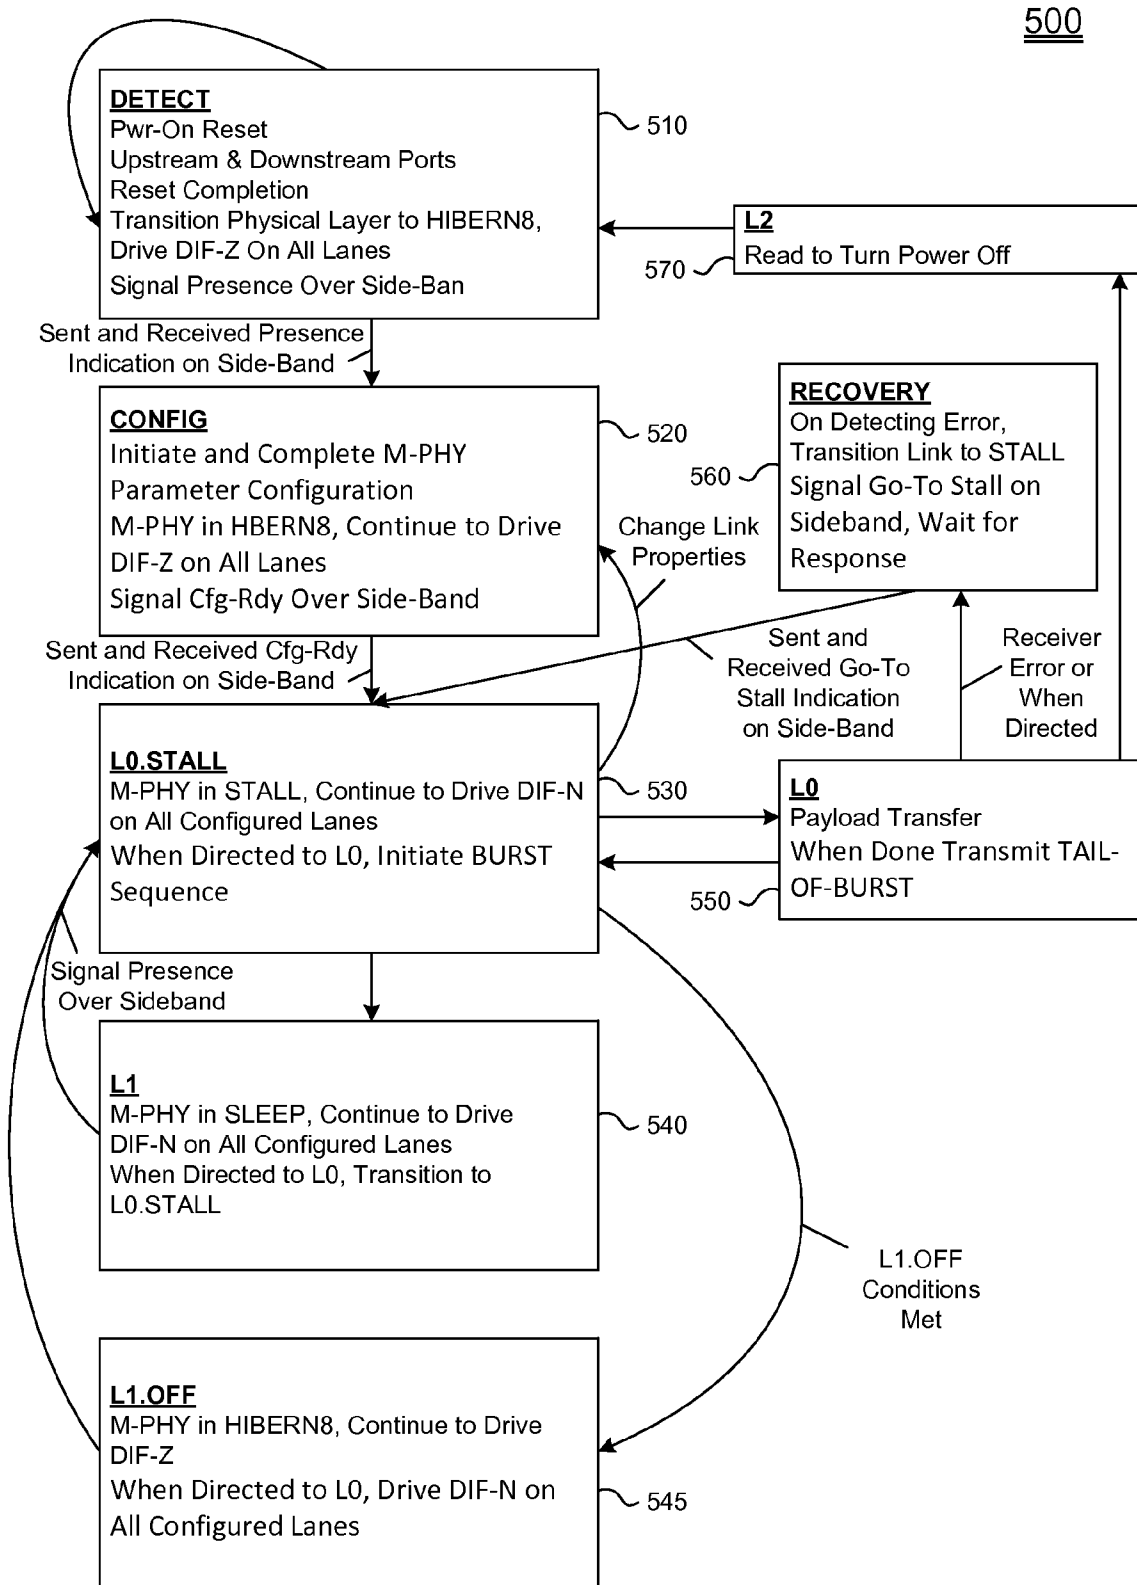 500
DETECT
Pwr-On Reset
Upstream & Downstream Ports
Reset Completion
Transition Physical Layer to HIBERN8,
Drive DIF-Z On All Lanes
Signal Presence Over Side-Ban
510
L2
Read to Turn Power Off
570
Sent and Received Presence
Indication on Side-Band
CONFIG
Initiate and Complete M-PHY
Parameter Configuration
M-PHY in HBERN8, Continue to Drive
DIF-Z on All Lanes
Signal Cfg-Rdy Over Side-Band
520
RECOVERY
On Detecting Error,
Transition Link to STALL
Signal Go-To Stall on
Sideband, Wait for
Response
560
Change Link
Properties
Sent and Received Cfg-Rdy
Indication on Side-Band
Sent and
Received Go-To
Stall Indication
on Side-Band
Receiver
Error or
When
Directed
L0.STALL
M-PHY in STALL, Continue to Drive DIF-N
on All Configured Lanes
When Directed to L0, Initiate BURST
Sequence
530
L0
Payload Transfer
When Done Transmit TAIL-
OF-BURST
550
Signal Presence
Over Sideband
L1
M-PHY in SLEEP, Continue to Drive
DIF-N on All Configured Lanes
When Directed to L0, Transition to
L0.STALL
540
L1.OFF
Conditions
Met
L1.OFF
M-PHY in HIBERN8, Continue to Drive
DIF-Z
When Directed to L0, Drive DIF-N on
All Configured Lanes
545